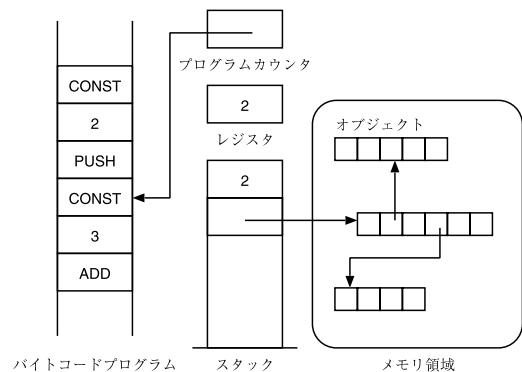 CONST
2
PUSH
CONST
3
ADD
バイトコードプログラム
プログラムカウンタ
2
レジスタ
2
スタック
オブジェクト
メモリ領域